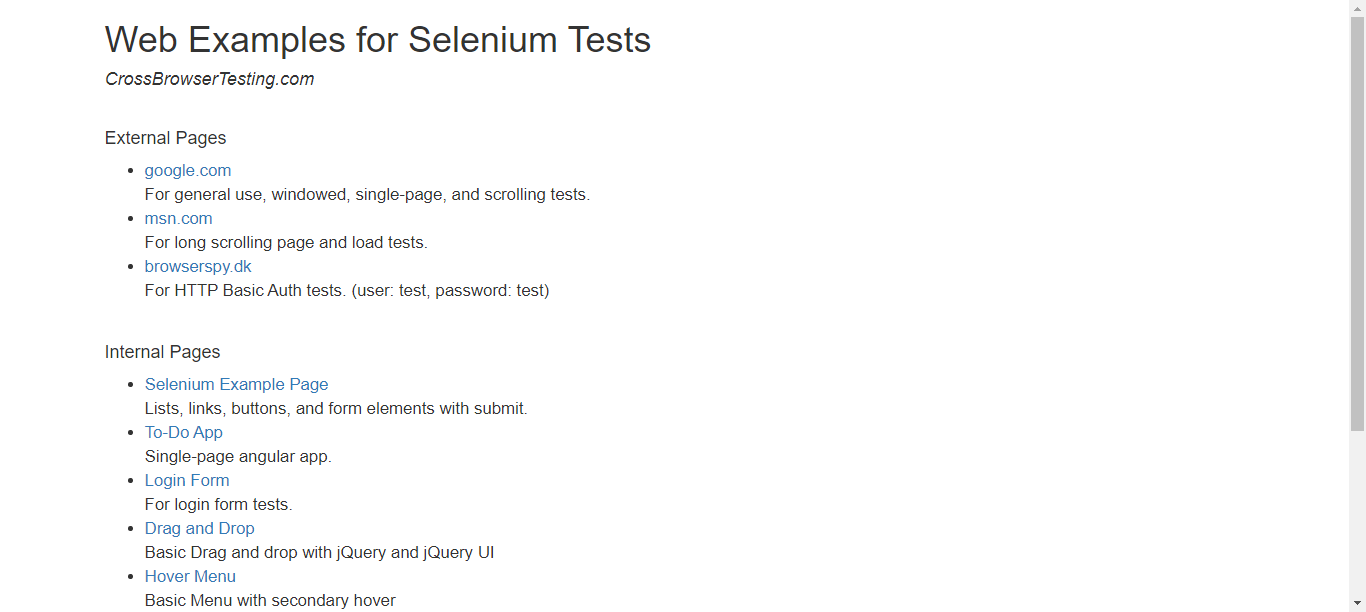 Web Examples for Selenium Tests
CrossBrowserTesting.com
External Pages
google.com
For general use, windowed, single-page, and scrolling tests.
msn.com
For long scrolling page and load tests.
browserspy.dk
For HTTP Basic Auth tests. (user: test, password: test)
Internal Pages
Selenium Example Page
Lists, links, buttons, and form elements with submit.
To-Do App
Single-page angular app.
Login Form
For login form tests.
Drag and Drop
Basic Drag and drop with jQuery and jQuery UI
Hover Menu
Basic Menu with secondary hover